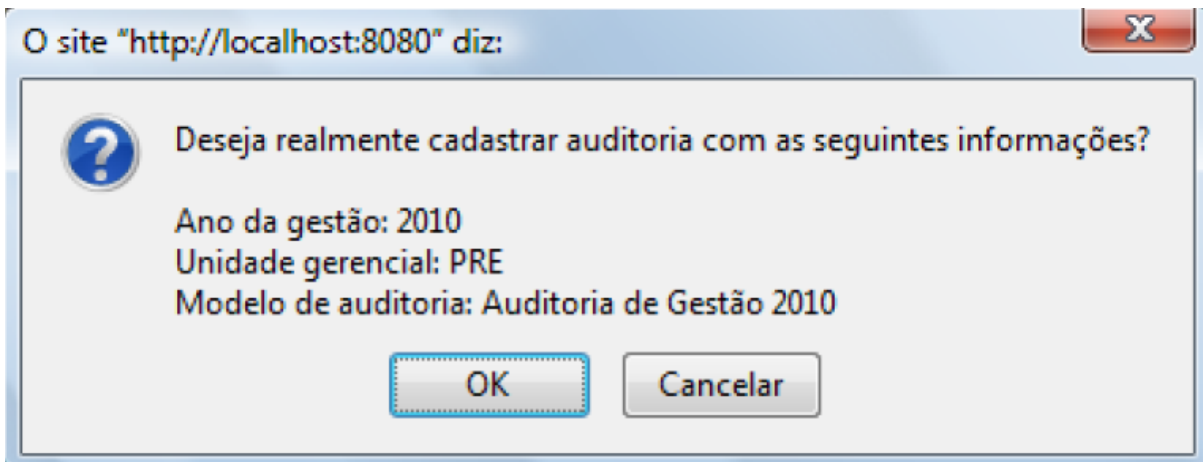 O site "http://localhost:8080" diz:
Deseja realmente cadastrar auditoria com as seguintes informações?
Ano da gestão: 2010
Unidade gerencial: PRE
Modelo de auditoria: Auditoria de Gestão 2010
OK
Cancelar